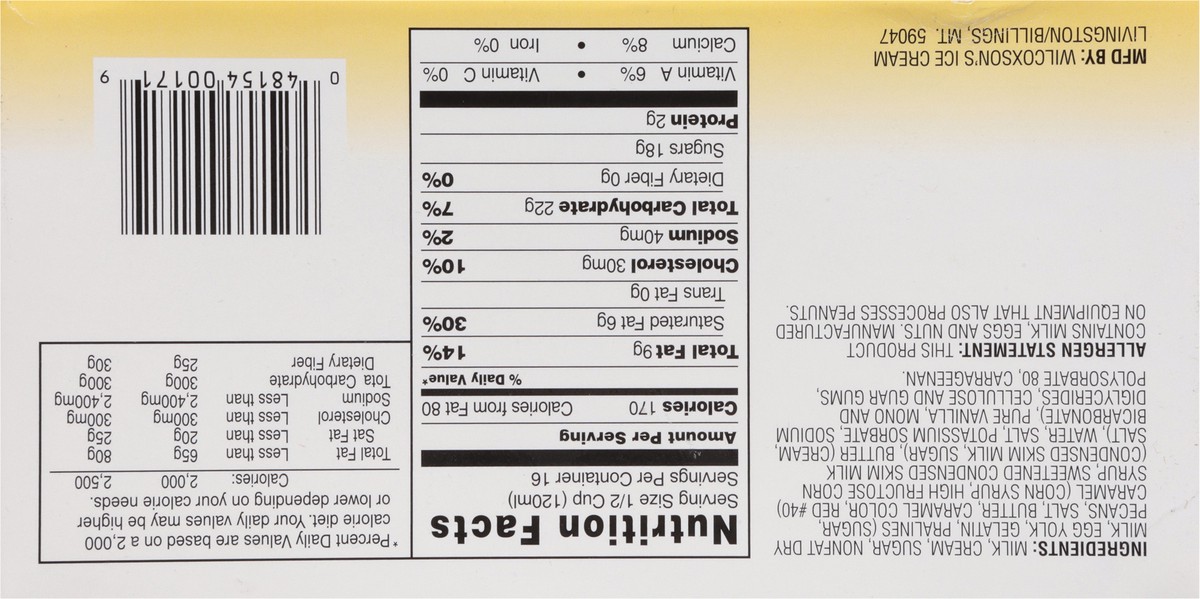 INGREDIENTS: MILK, CREAM, SUGAR, NONFAT DRY
MILK, EGG YOLK, GELATIN, PRALINES (SUGAR,
PECANS, SALT, BUTTER, CARAMEL COLOR, RED #40)
CARAMEL (CORN SYRUP, HIGH FRUCTOSE CORN
SYRUP, SWEETENED CONDENSED SKIM MILK
(CONDENSED SKIM MILK, SUGAR), BUTTER (CREAM,
SALT), WATER, SALT, POTASSIUM SORBATE, SODIUM
BICARBONATE), PURE VANILLA, MONO AND
DIGLYCERIDES, CELLULOSE AND GUAR GUMS,
POLYSORBATE 80, CARRAGEENAN.
ALLERGEN STATEMENT: THIS PRODUCT
CONTAINS MILK, EGGS AND NUTS. MANUFACTURED
ON EQUIPMENT THAT ALSO PROCESSES PEANUTS.
MFD BY: WILCOXSON'S ICE CREAM
LIVINGSTON/BILLINGS, MT. 59047
Nutrition Facts
Serving Size 1/2 Cup (120ml)
Servings Per Container 16
Amount Per Serving
Calories 170 Calories from Fat 80
% Daily Value*
Total Fat 9g 14%
Saturated Fat 6g 30%
Trans Fat 0g
Cholesterol 30mg 10%
Sodium 40mg 2%
Total Carbohydrate 22g 7%
Dietary Fiber 0g 0%
Sugars 18g
Protein 2g
Vitamin A 6% • Vitamin C 0%
Calcium 8% • Iron 0%
*Percent Daily Values are based on a 2,000
calorie diet. Your daily values may be higher
or lower depending on your calorie needs.
Calories: 2,000 2,500
Total Fat Less than 65g 80g
Sat Fat Less than 20g 25g
Cholesterol Less than 300mg 300mg
Sodium Less than 2,400mg 2,400mg
Tota Carbohydrate 300g 300g
Dietary Fiber 25g 30g
0 48154 00171 9